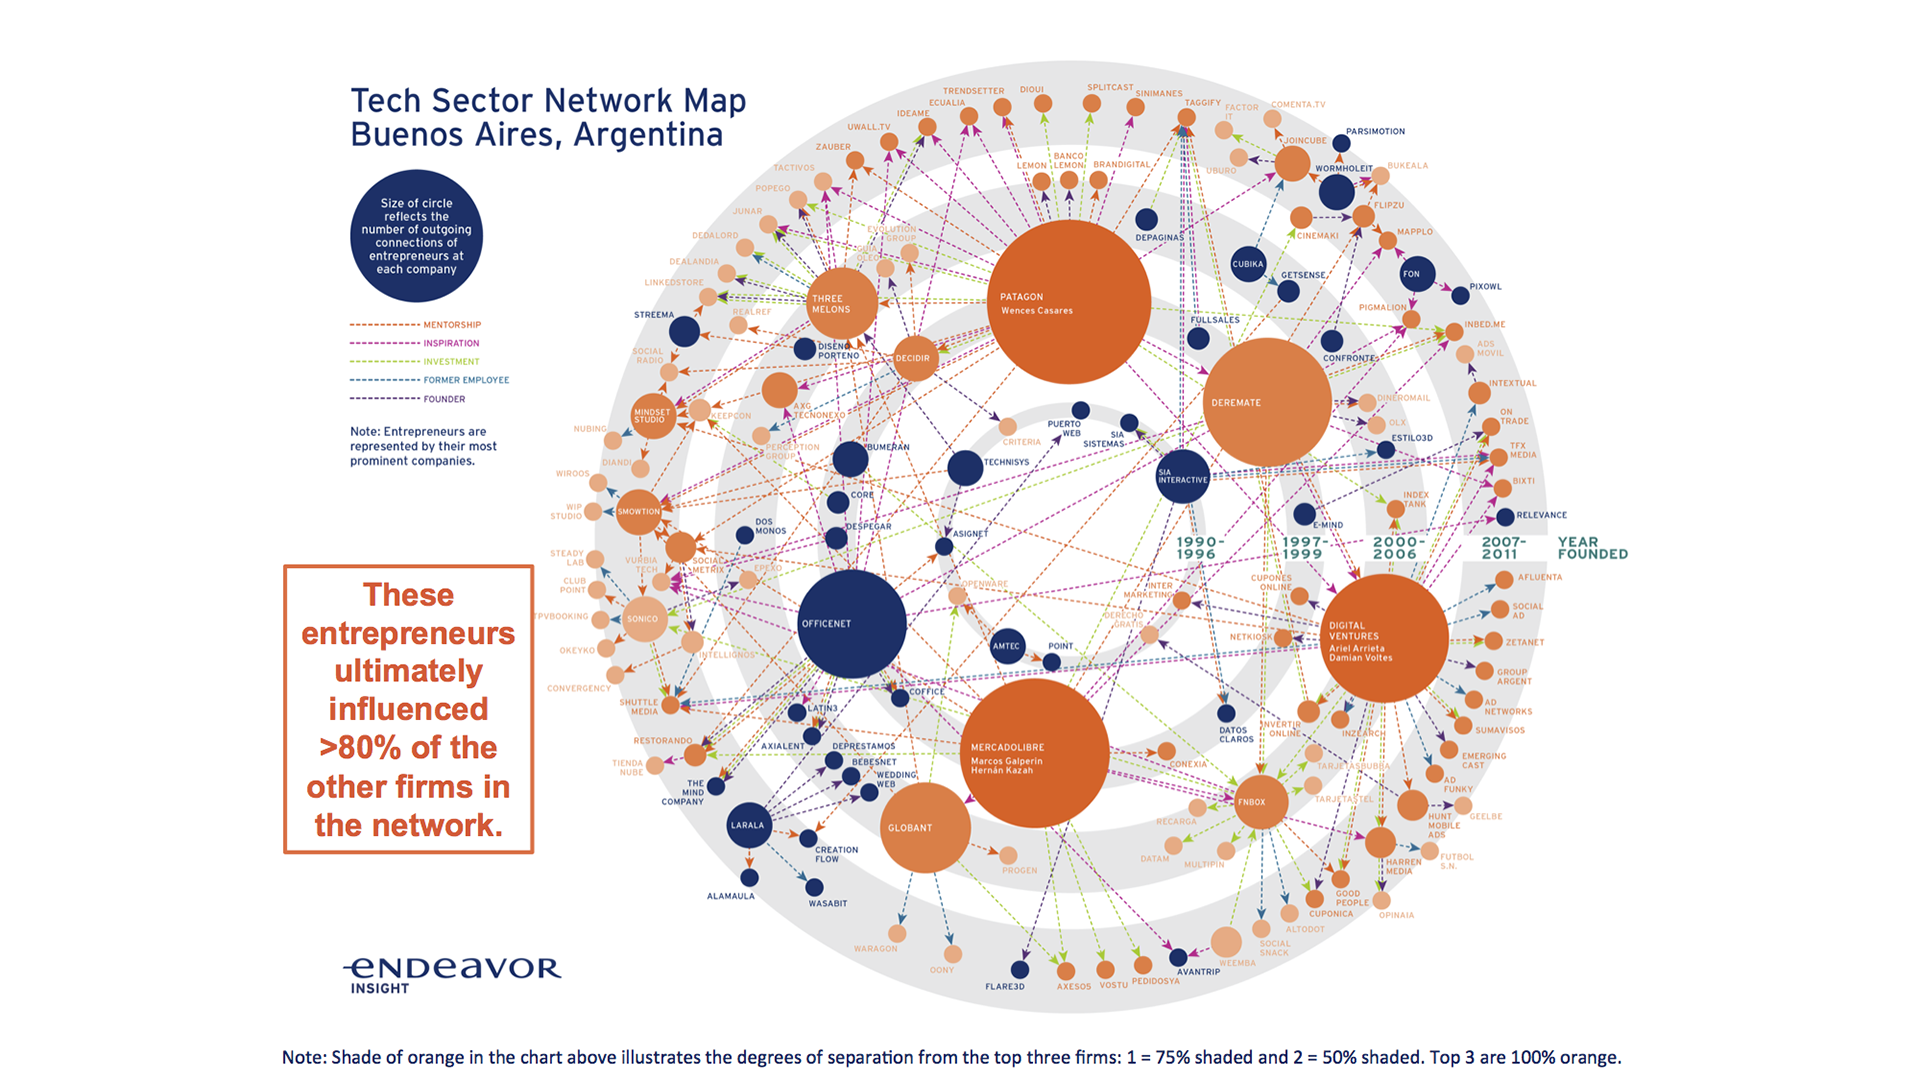 Tech Sector Network Map
Buenos Aires, Argentina
Size of circle
reflects the
number of outgoing
connections of
entrepreneurs at
each company
MENTORSHIP
INSPIRATION
INVESTMENT
FORMER EMPLOYEE
FOUNDER
Note: Entrepreneurs are
represented by their most
prominent companies.
These
entrepreneurs
ultimately
influenced
>80% of the
other firms in
the network.
ENDEAVOR
INSIGHT
TRENDSETTER
DIOUI
SPLITCAST
SINIMANES
TAGGIFY
FACTOR
IT
COMENTA.TV
ECUALIA
IDEAME
UWALL.TV
ZAUBER
TACTIVOS
POPEGO
JUNAR
DEDALORD
DEALANDIA
LINKEDSTORE
STREEMA
REALREF
SOCIAL
RADIO
MINDSET
STUDIO
KEEPCON
NUBING
DIANDI
WIROOS
WIP
STUDIO
SMOWTION
STEADY
LAB
CLUB
POINT
VURBIA
TECH
SOCIAL
METRIX
EPEXO
TPVBOOKING
SONICO
OKEYKO
INTELLIGNOS
CONVERGENCY
SHUTTLE
MEDIA
RESTORANDO
TIENDA
NUBE
THE
MIND
COMPANY
LARALA
ALAMAULA
WASABIT
CREATION
FLOW
LEMON
BANCO
LEMON
BRANDIGITAL
EVOLUTION
GROUP
OLEO
THREE
MELONS
DISENO
PORTENO
DECIDIR
AXG
TECNONEXO
PERCEPTION
GROUP
BUMERAN
CORE
DESPEGAR
DOS
MONOS
OFFICENET
COFFICE
LATIN3
AXIALENT
DEPRESTAMOS
BEBESNET
WEDDING
WEB
PATAGON
Wences Casares
DEPAGINAS
FULLSALES
CUBIKA
GETSENSE
CONFRONTE
DEREMATE
DINEROMAIL
OLX
ESTILO3D
INDEX
TANK
E-MIND
JOINCUBE
UBURO
PARSIMOTION
WORMHOLEIT
BUKEALA
FLIPZU
CINEMAKI
MAPPLO
FON
PIXOWL
PIGMALION
INBED.ME
ADS
MOVIL
INTEXTUAL
ON
TRADE
TFX
MEDIA
BIXTI
RELEVANCE
CRITERIA
PUERTO
WEB
SIA
SISTEMAS
TECHNISYS
SIA
INTERACTIVE
ASIGNET
OPENWARE
AMTEC
POINT
INTER
MARKETING
DERECHO
GRATIS
1990-
1996
1997-
1999
2000-
2006
2007-
2011
YEAR
FOUNDED
CUPONES
ONLINE
NETKIOSK
DIGITAL
VENTURES
Ariel Arrieta
Damian Voltes
AFLUENTA
SOCIAL
AD
ZETANET
GROUP
ARGENT
AD
NETWORKS
SUMAVISOS
EMERGING
CAST
AD
FUNKY
GEELBE
HUNT
MOBILE
ADS
FUTBOL
S.N.
HARREN
MEDIA
OPINAIA
GOOD
PEOPLE
CUPONICA
ALTODOT
SOCIAL
SNACK
WEEMBA
AVANTRIP
PEDIDOSYA
VOSTU
AXESOS
FLARE3D
OONY
WARAGON
PROGEN
GLOBANT
MERCADOLIBRE
Marcos Galperin
Hernán Kazah
CONEXIA
DATOS
CLAROS
INVERTIR
ONLINE
INZEARCH
TARJETASBUBBA
TARJETASTEL
FNBOX
RECARGA
DATAM
MULTIPIN
Note: Shade of orange in the chart above illustrates the degrees of separation from the top three firms: 1 = 75% shaded and 2 = 50% shaded. Top 3 are 100% orange.